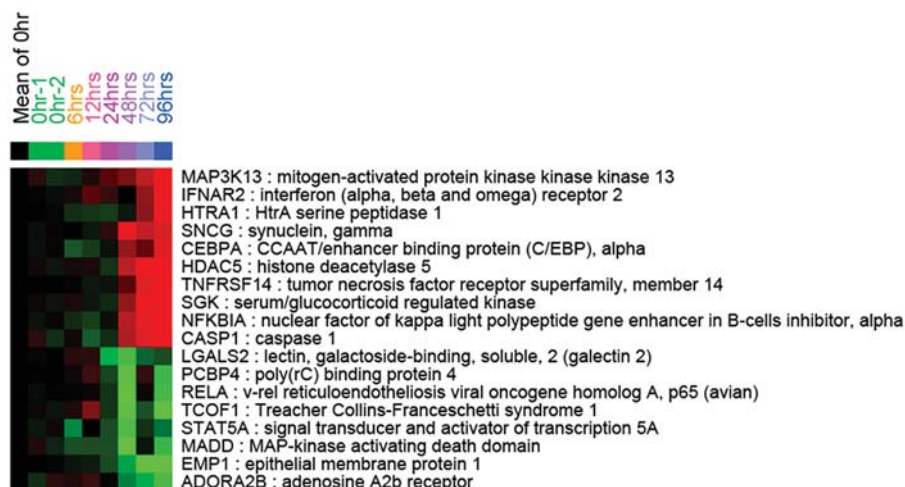 Mean of 0hr
0hr-1
0hr-2
6hrs
12hrs
24hrs
48hrs
72hrs
96hrs
MAP3K13 : mitogen-activated protein kinase kinase kinase 13
IFNAR2 : interferon (alpha, beta and omega) receptor 2
HTRA1 : HtrA serine peptidase 1
SNCG : synuclein, gamma
CEBPA : CCAAT/enhancer binding protein (C/EBP), alpha
HDAC5 : histone deacetylase 5
TNFRSF14 : tumor necrosis factor receptor superfamily, member 14
SGK : serum/glucocorticoid regulated kinase
NFKBIA : nuclear factor of kappa light polypeptide gene enhancer in B-cells inhibitor, alpha
CASP1 : caspase 1
LGALS2 : lectin, galactoside-binding, soluble, 2 (galectin 2)
PCBP4 : poly(rC) binding protein 4
RELA : v-rel reticuloendotheliosis viral oncogene homolog A, p65 (avian)
TCOF1 : Treacher Collins-Franceschetti syndrome 1
STAT5A : signal transducer and activator of transcription 5A
MADD : MAP-kinase activating death domain
EMP1 : epithelial membrane protein 1
ADORA2B : adenosine A2b receptor